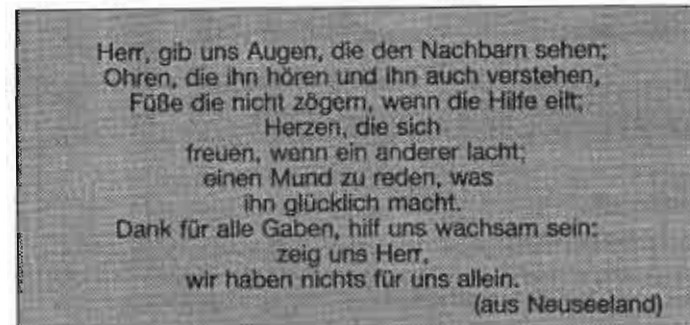 Herr, gib uns Augen, die den Nachbarn sehen;
Ohren, die ihn hören und ihn auch verstehen,
Füße die nicht zögern, wenn die Hilfe eilt;
Herzen, die sich
freuen, wenn ein anderer lacht;
einen Mund zu reden, was
ihn glücklich macht.
Dank für alle Gaben, hilf uns wachsam sein;
zeig uns Herr,
wir haben nichts für uns allein.
(aus Neuseeland)